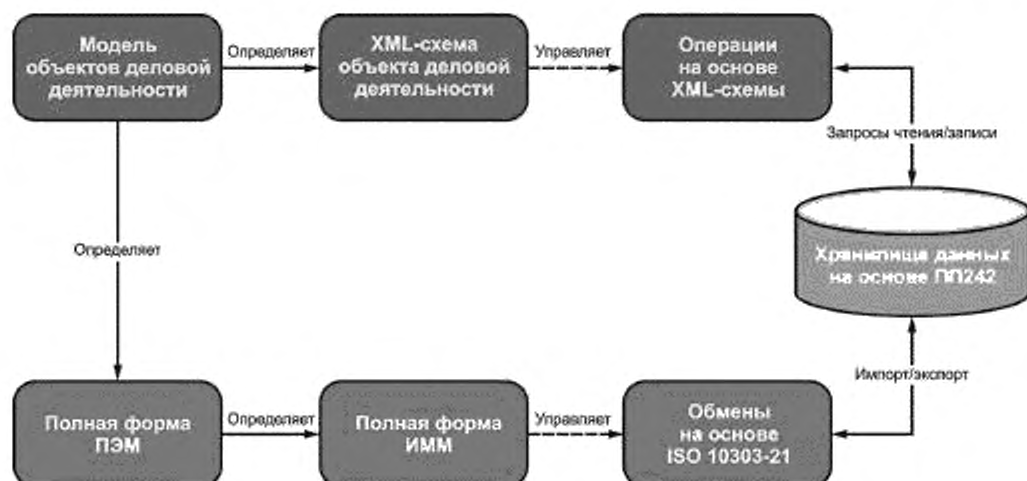 Модель
объектов деловой
деятельности
Определяет
XML-схема
объекта деловой
деятельности
Управляет
Операции
на основе
XML-схемы
Запросы чтения/записи
Определяет
Хранилища данных
на основе ПП242
Импорт/экспорт
Полная форма
ПЭМ
Определяет
Полная форма
ИММ
Управляет
Обмены
на основе
ISO 10303-21